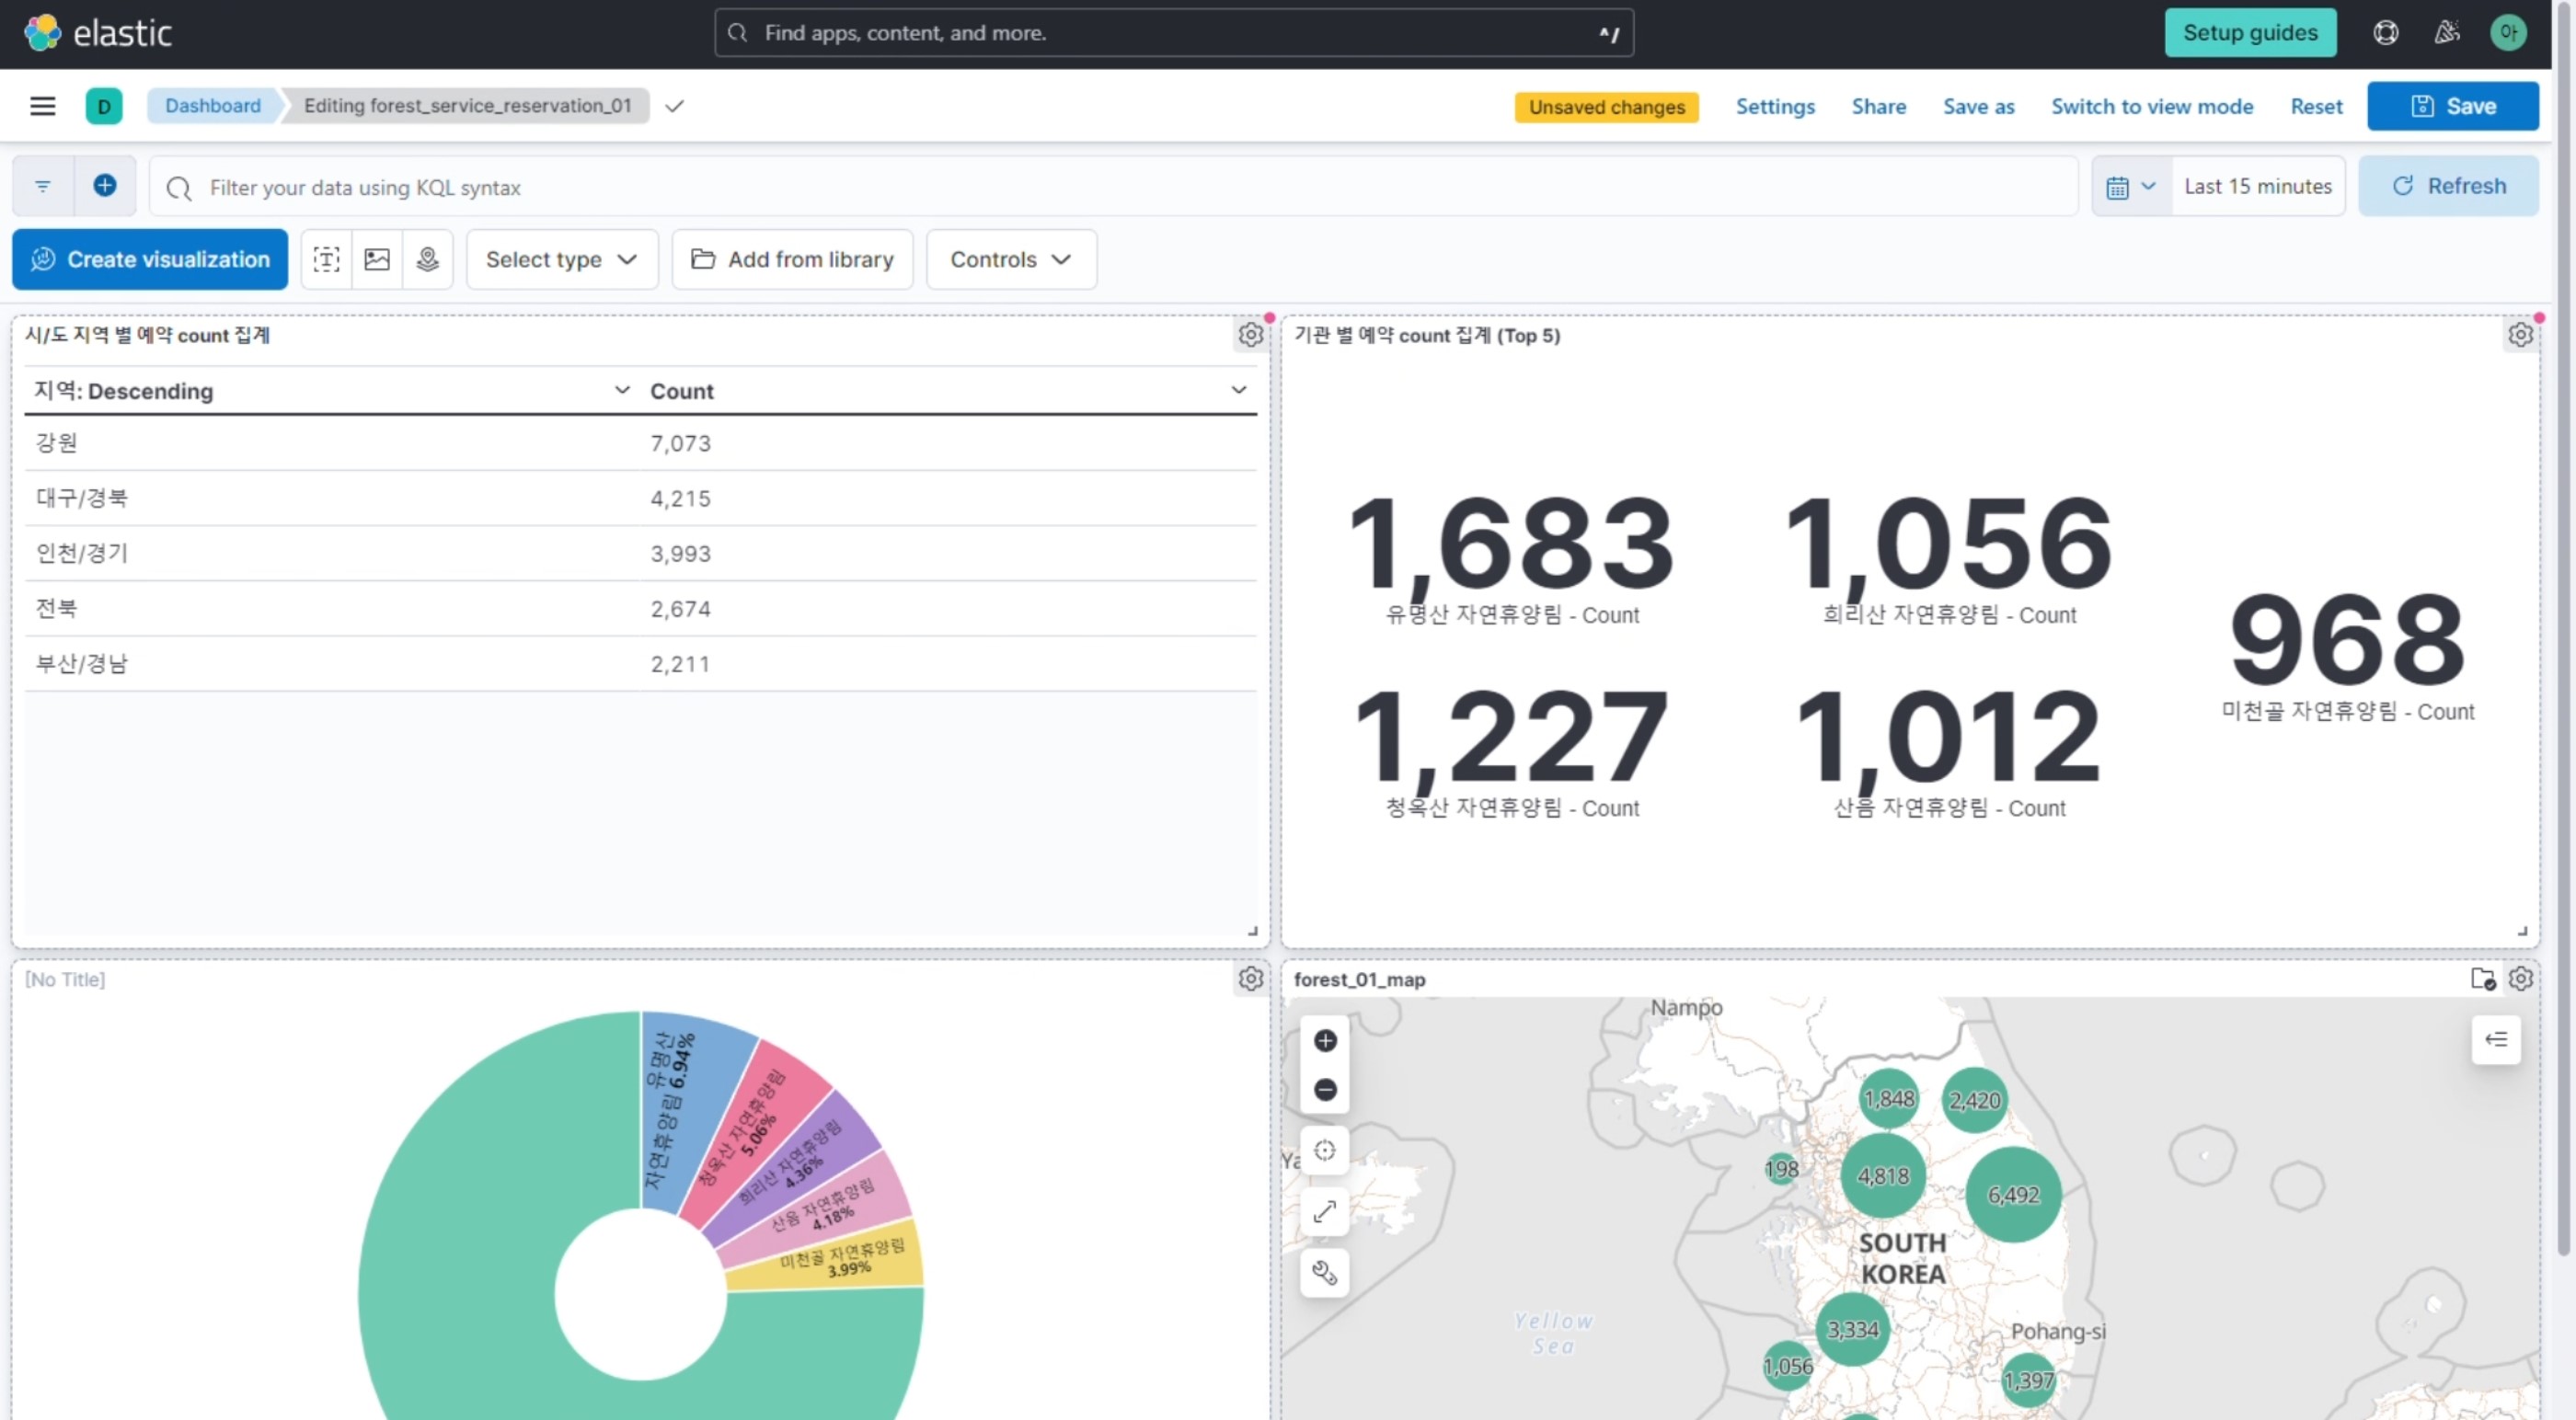 elastic
Find apps, content, and more.
^/
Setup guides
아
D
Dashboard
Editing forest_service_reservation_01
Unsaved changes
Settings
Share
Save as
Switch to view mode
Reset
Save
Filter your data using KQL syntax
Last 15 minutes
Refresh
Create visualization
Select type
Add from library
Controls
시/도 지역 별 예약 count 집계
지역: Descending Count
강원 7,073
대구/경북 4,215
인천/경기 3,993
전북 2,674
부산/경남 2,211
기관 별 예약 count 집계 (Top 5)
1,683
유명산 자연휴양림 - Count
1,056
희리산 자연휴양림 - Count
968
미천골 자연휴양림 - Count
1,227
청옥산 자연휴양림 - Count
1,012
산음 자연휴양림 - Count
[No Title]
유명산
자연휴양림 6.94%
청옥산 자연휴양림
5.06%
희리산 자연휴양림
4.36%
산음 자연휴양림
4.18%
미천골 자연휴양림
3.99%
forest_01_map
Nampo
1,848
2,420
Ya
198
4,818
6,492
SOUTH
KOREA
Yellow
Sea
3,334
Pohang-si
1,056
1,397